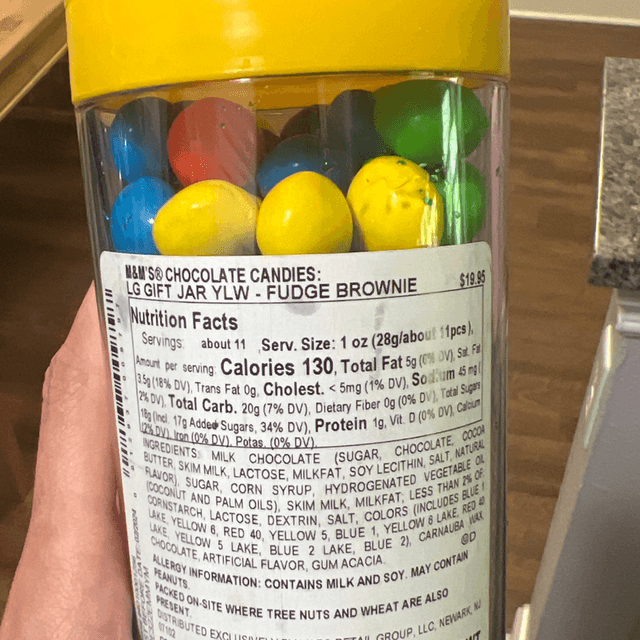 M&M'S® CHOCOLATE CANDIES:
LG GIFT JAR YLW - FUDGE BROWNIE $19.95
Nutrition Facts
Servings: about 11 Serv. Size: 1 oz (28g/about 11pcs),
Amount per serving: Calories 130, Total Fat 5g (6% DV), Sat. Fat
3.5g (18% DV), Trans Fat 0g, Cholest. < 5mg (1% DV), Sodium 45 mg (
2% DV), Total Carb. 20g (7% DV), Dietary Fiber 0g (0% DV), Total Sugars
18g (Incl. 17g Added Sugars, 34% DV), Protein 1g, Vit. D (0% DV), Calcium
(2% DV), Iron (0% DV), Potas. (0% DV).
INGREDIENTS: MILK CHOCOLATE (SUGAR, CHOCOLATE, COCOA
BUTTER, SKIM MILK, LACTOSE, MILKFAT, SOY LECITHIN, SALT, NATURAL
FLAVOR), SUGAR, CORN SYRUP, HYDROGENATED VEGETABLE OIL
(COCONUT AND PALM OILS), SKIM MILK, MILKFAT; LESS THAN 2% OF
CORNSTARCH, LACTOSE, DEXTRIN, SALT, COLORS (INCLUDES BLUE 1
LAKE, YELLOW 6, RED 40, YELLOW 5, BLUE 1, YELLOW 6 LAKE, RED 40
LAKE, YELLOW 5 LAKE, BLUE 2 LAKE, BLUE 2), CARNAUBA WAX,
CHOCOLATE, ARTIFICIAL FLAVOR, GUM ACACIA. D
ALLERGY INFORMATION: CONTAINS MILK AND SOY. MAY CONTAIN
PEANUTS.
PACKED ON-SITE WHERE TREE NUTS AND WHEAT ARE ALSO
PRESENT.
DISTRIBUTED EXCLUSIVELY RETAIL GROUP, LLC, NEWARK, NJ
07102